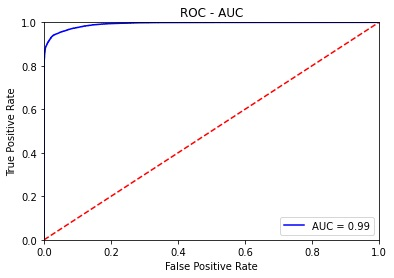 ROC - AUC
True Positive Rate
1.0
0.8
0.6
0.4
0.2
0.0
AUC = 0.99
0.0 0.2 0.4 0.6 0.8 1.0
False Positive Rate